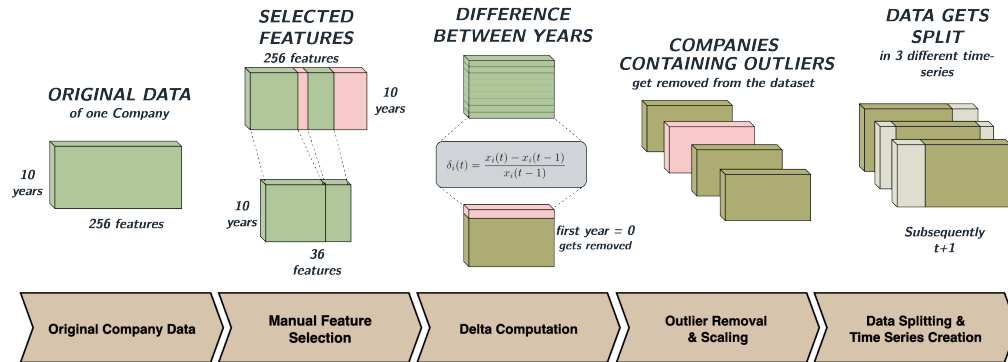 ORIGINAL DATA
of one Company
10
years
256 features
SELECTED
FEATURES
256 features
10
years
10
years
36
features
DIFFERENCE
BETWEEN YEARS
δᵢ(t) = (xᵢ(t) − xᵢ(t−1)) / xᵢ(t−1)
first year = 0
gets removed
COMPANIES
CONTAINING OUTLIERS
get removed from the dataset
DATA GETS
SPLIT
in 3 different time-
series
Subsequently
t+1
Original Company Data
Manual Feature
Selection
Delta Computation
Outlier Removal
& Scaling
Data Splitting &
Time Series Creation